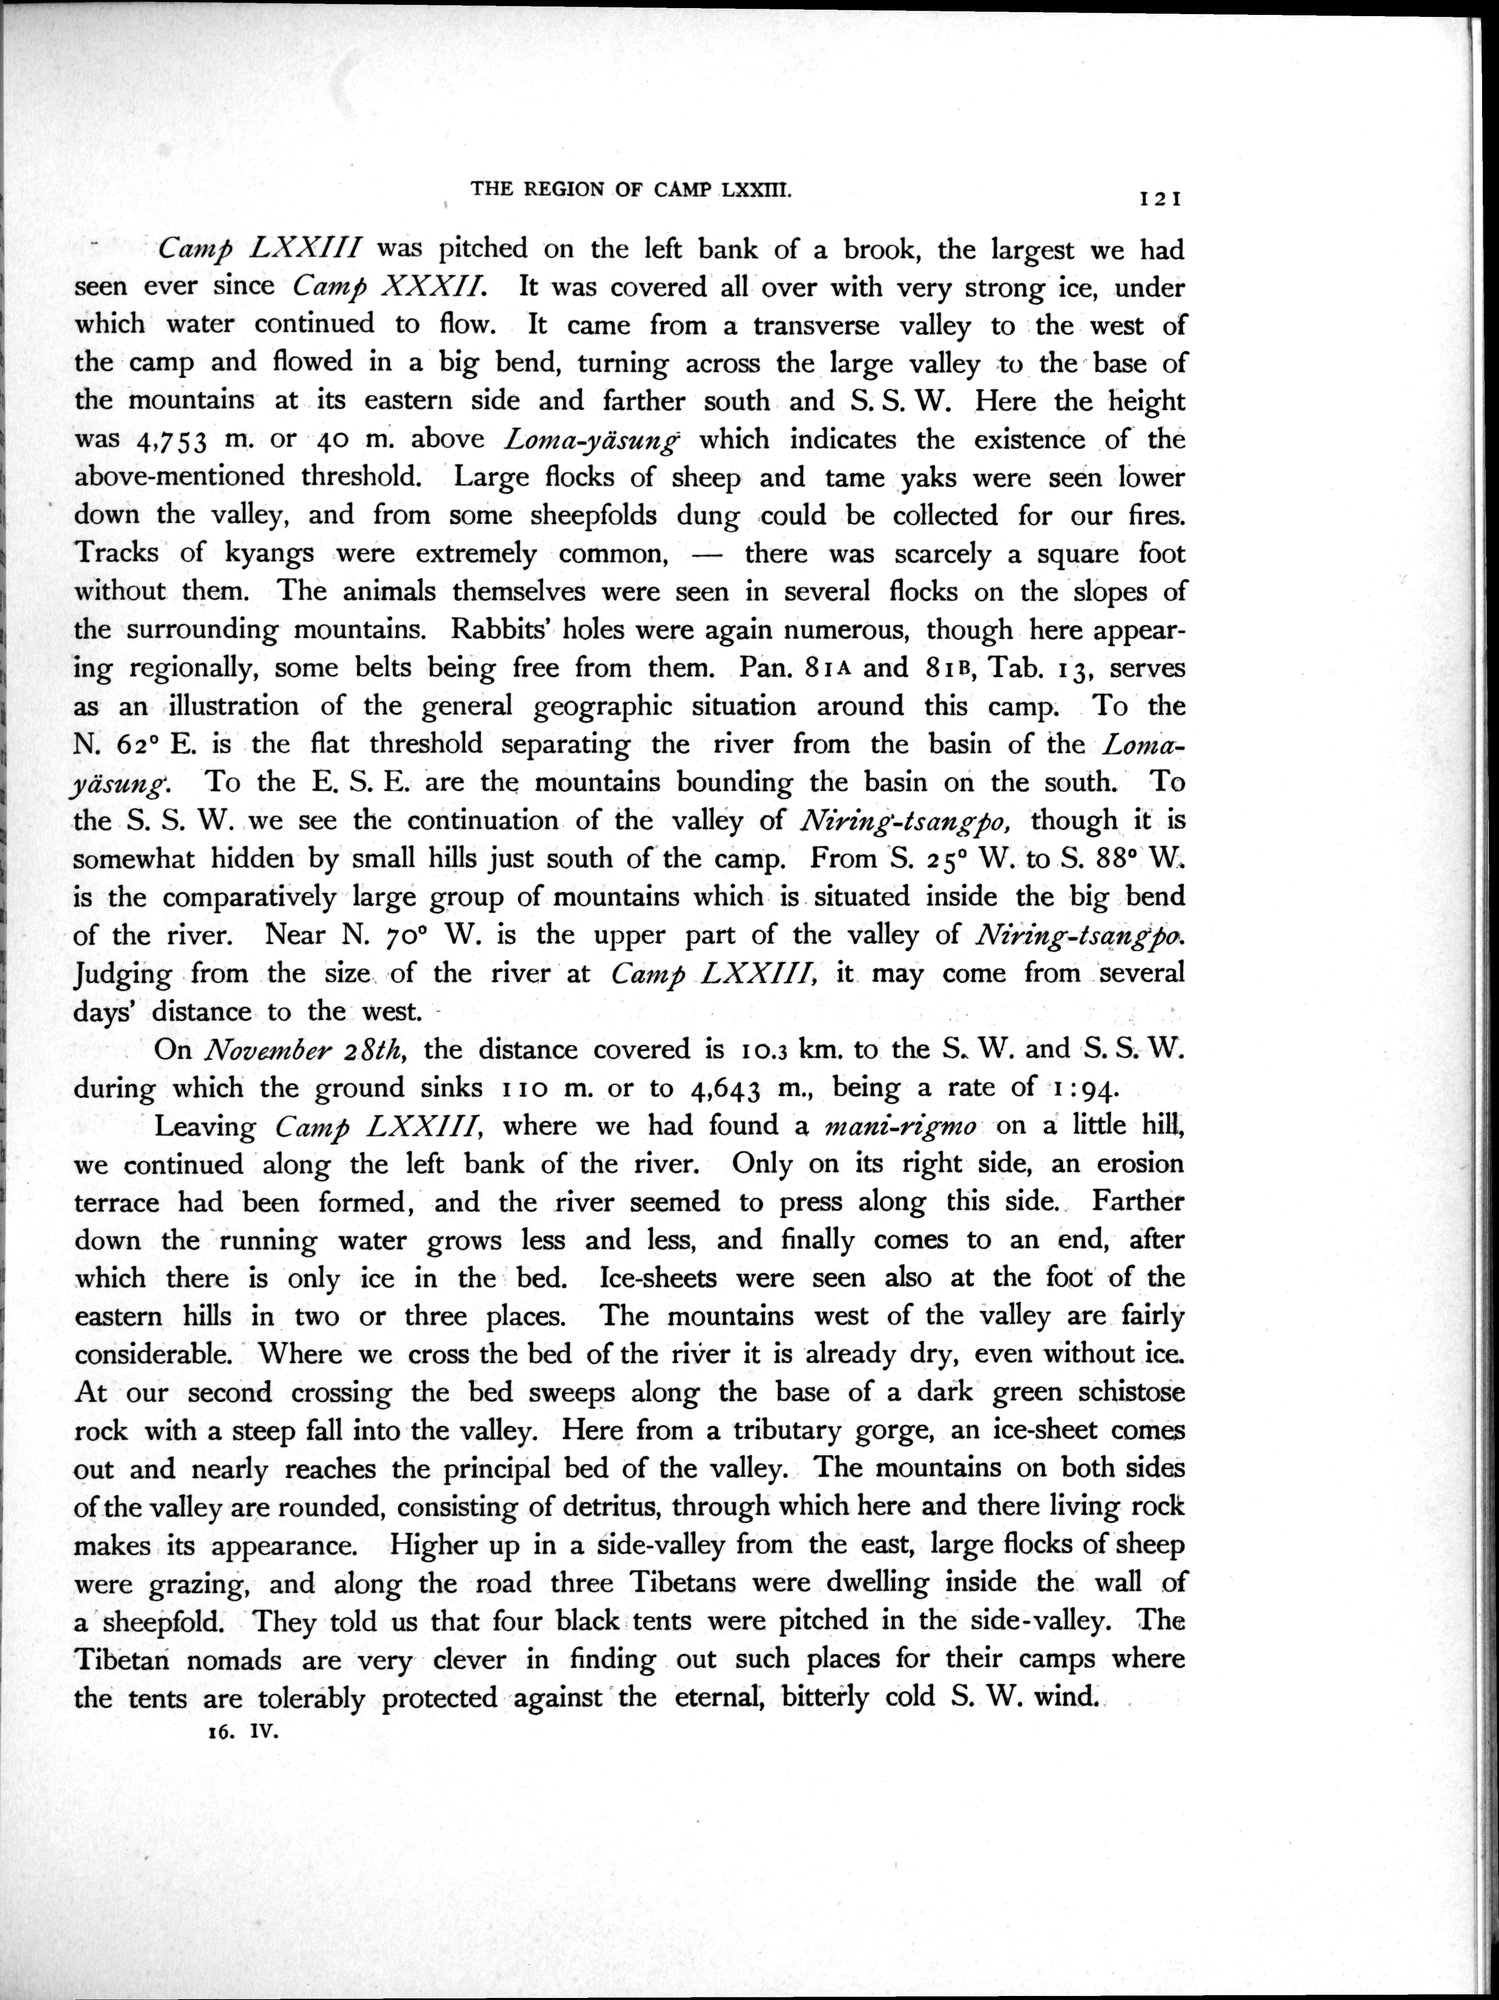 THE REGION OF CAMP LXXIII.
121
Camp LXXIII was pitched on the left bank of a brook, the largest we had
seen ever since Camp XXXII. It was covered all over with very strong ice, under
which water continued to flow. It came from a transverse valley to the west of
the camp and flowed in a big bend, turning across the large valley to the base of
the mountains at its eastern side and farther south and S. S. W. Here the height
was 4,753 m. or 40 m. above Loma-yäsung which indicates the existence of the
above-mentioned threshold. Large flocks of sheep and tame yaks were seen lower
down the valley, and from some sheepfolds dung could be collected for our fires.
Tracks of kyangs were extremely common, — there was scarcely a square foot
without them. The animals themselves were seen in several flocks on the slopes of
the surrounding mountains. Rabbits' holes were again numerous, though here appear-
ing regionally, some belts being free from them. Pan. 81A and 81B, Tab. 13, serves
as an illustration of the general geographic situation around this camp. To the
N. 62° E. is the flat threshold separating the river from the basin of the Loma-
yäsung. To the E. S. E. are the mountains bounding the basin on the south. To
the S. S. W. we see the continuation of the valley of Niring-tsangpo, though it is
somewhat hidden by small hills just south of the camp. From S. 25° W. to S. 88° W.
is the comparatively large group of mountains which is situated inside the big bend
of the river. Near N. 70° W. is the upper part of the valley of Niring-tsangpo.
Judging from the size of the river at Camp LXXIII, it may come from several
days' distance to the west.
On November 28th, the distance covered is 10.3 km. to the S. W. and S. S. W.
during which the ground sinks 110 m. or to 4,643 m., being a rate of 1:94.
Leaving Camp LXXIII, where we had found a mani-rigmo on a little hill,
we continued along the left bank of the river. Only on its right side, an erosion
terrace had been formed, and the river seemed to press along this side. Farther
down the running water grows less and less, and finally comes to an end, after
which there is only ice in the bed. Ice-sheets were seen also at the foot of the
eastern hills in two or three places. The mountains west of the valley are fairly
considerable. Where we cross the bed of the river it is already dry, even without ice.
At our second crossing the bed sweeps along the base of a dark green schistose
rock with a steep fall into the valley. Here from a tributary gorge, an ice-sheet comes
out and nearly reaches the principal bed of the valley. The mountains on both sides
of the valley are rounded, consisting of detritus, through which here and there living rock
makes its appearance. Higher up in a side-valley from the east, large flocks of sheep
were grazing, and along the road three Tibetans were dwelling inside the wall of
a sheepfold. They told us that four black tents were pitched in the side-valley. The
Tibetan nomads are very clever in finding out such places for their camps where
the tents are tolerably protected against the eternal, bitterly cold S. W. wind.
16. IV.